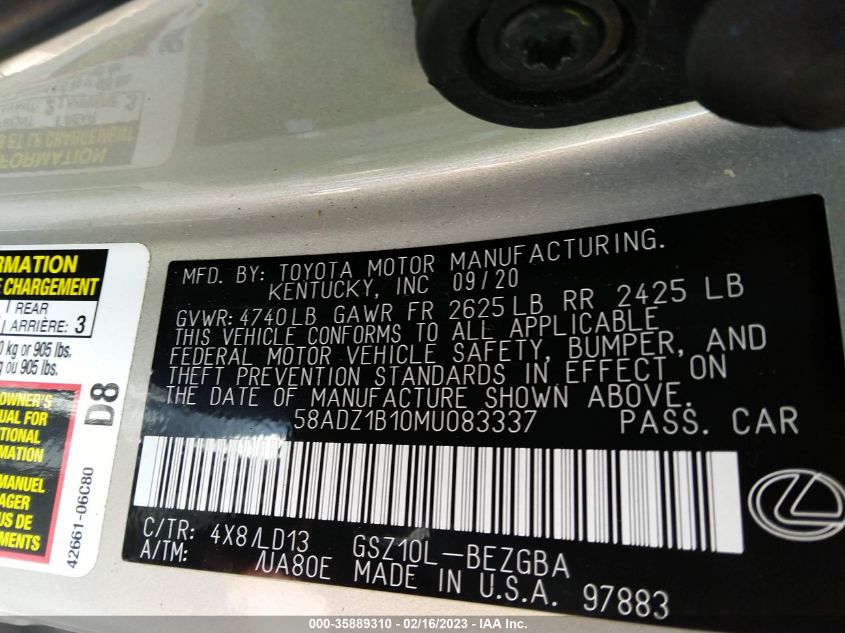 RMATION
E CHARGEMENT
REAR
ARRIÈRE: 3
0 kg or 905 lbs.
ou 905 lbs.
OWNER'S
UAL FOR
TIONAL
MATION
MANUEL
AGER
US DE
EMENTS
D8
42661-06C80
MFD. BY: TOYOTA MOTOR MANUFACTURING.
KENTUCKY, INC 09/20
GVWR: 4740LB GAWR FR 2625LB RR 2425 LB
THIS VEHICLE CONFORMS TO ALL APPLICABLE
FEDERAL MOTOR VEHICLE SAFETY, BUMPER, AND
THEFT PREVENTION STANDARDS IN EFFECT ON
THE DATE OF MANUFACTURE SHOWN ABOVE.
58ADZ1B10MU083337 PASS. CAR
C/TR: 4X8/LD13 GSZ10L-BEZGBA
A/TM: /UA80E MADE IN U.S.A. 97883
000-35889310 - 02/16/2023 - IAA Inc.